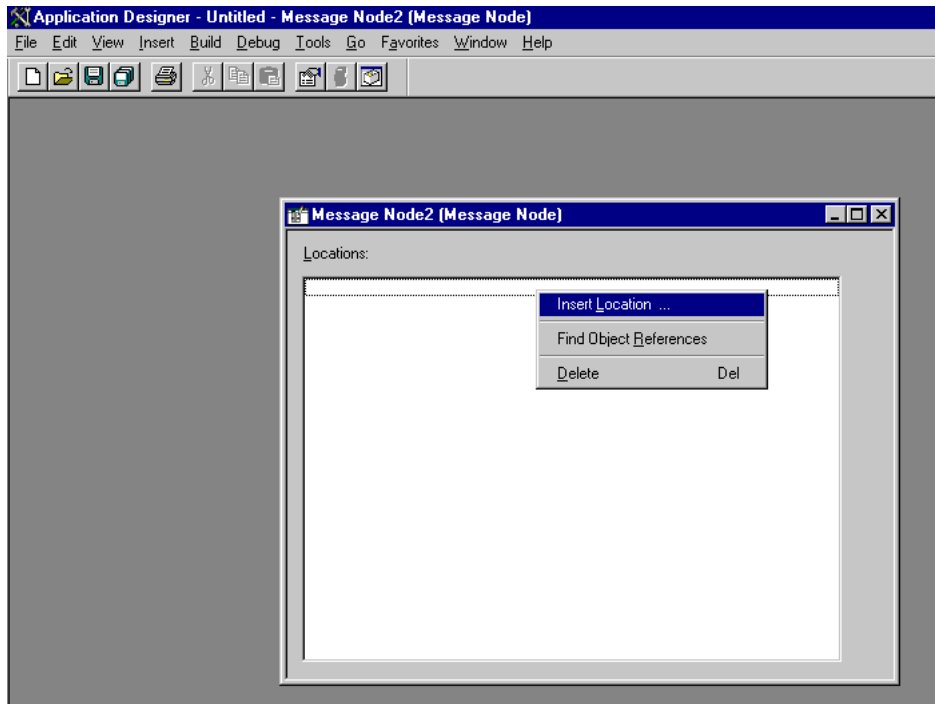 Application Designer - Untitled - Message Node2 (Message Node)
File Edit View Insert Build Debug Tools Go Favorites Window Help
Message Node2 (Message Node)
Locations:
Insert Location ...
Find Object References
Delete Del